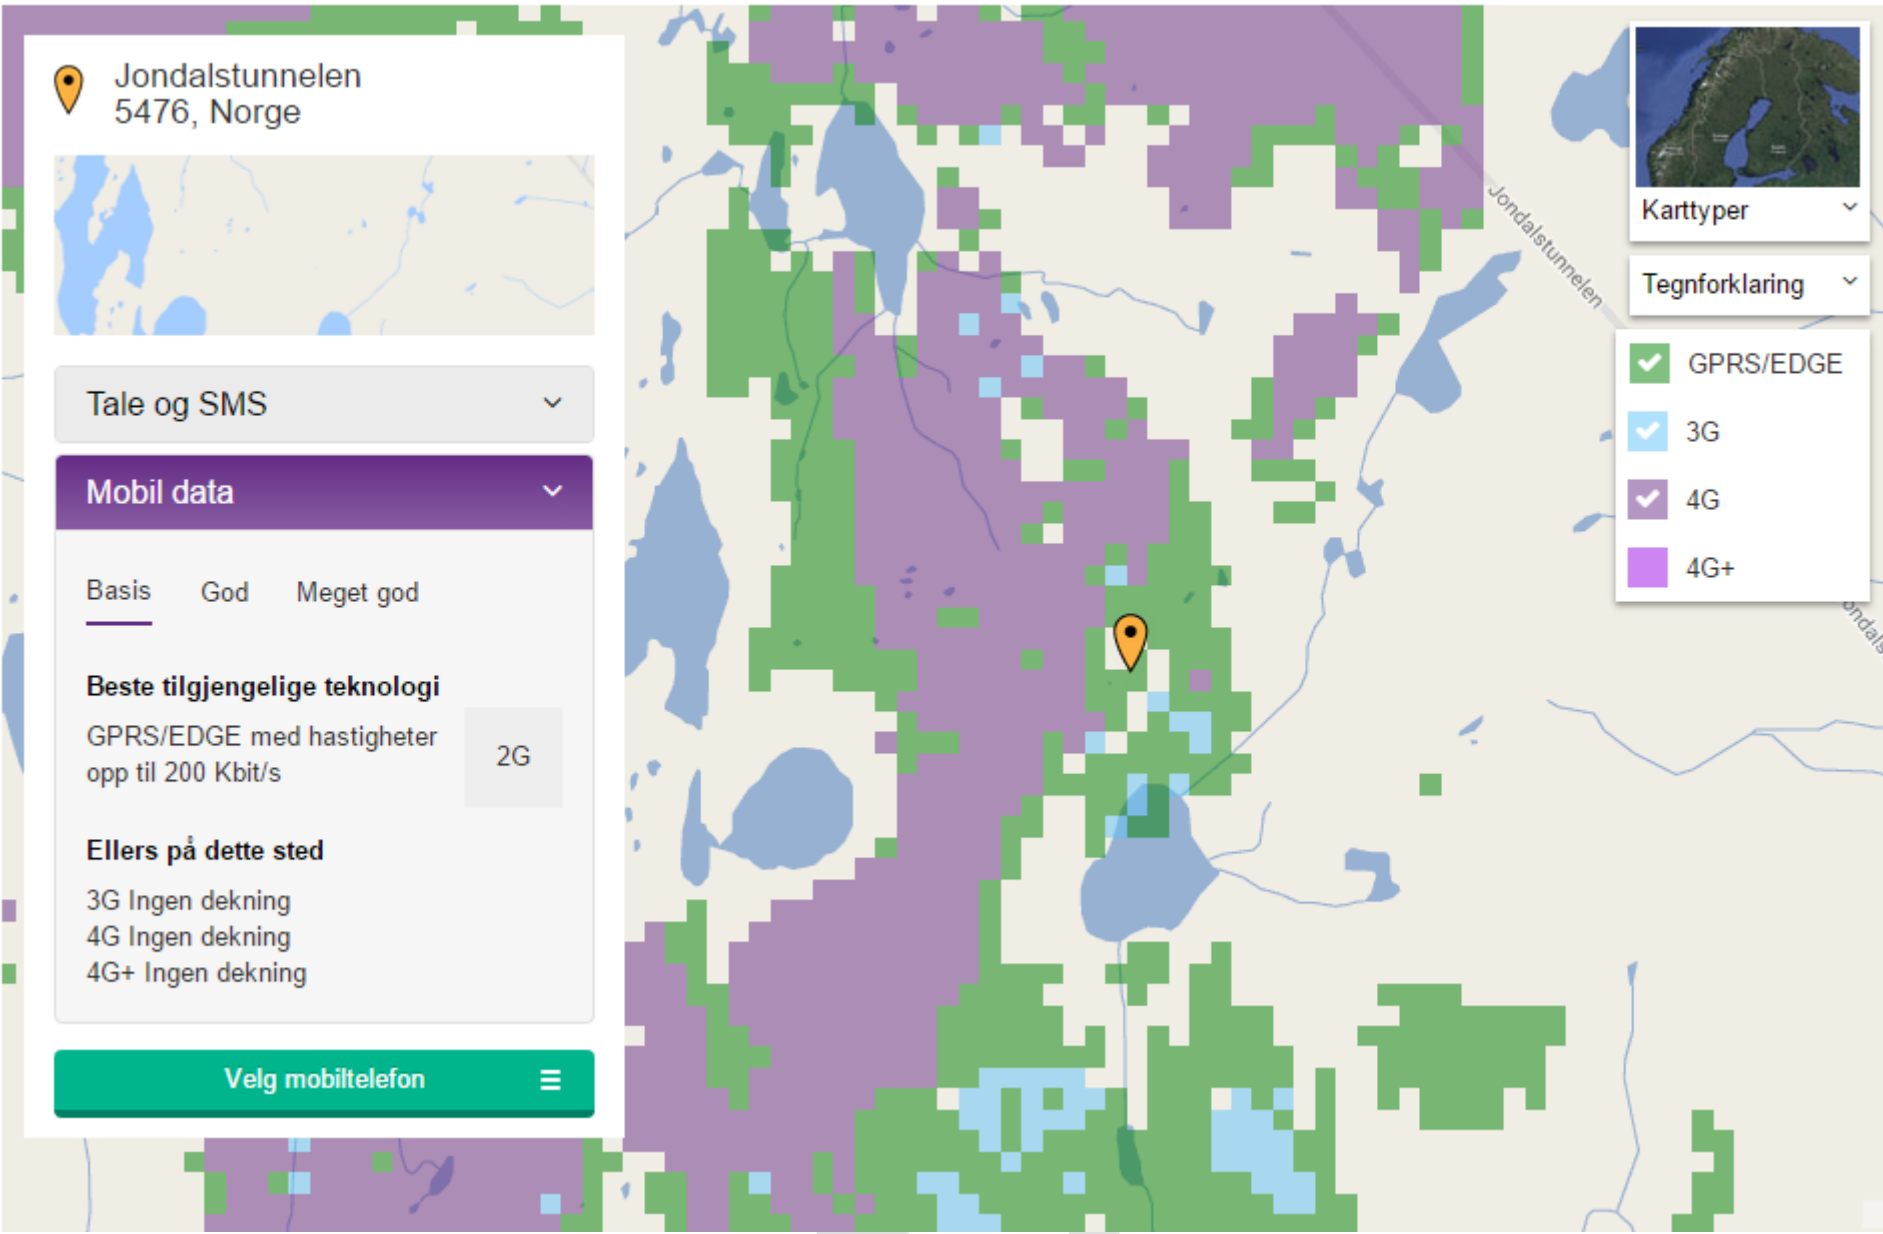 Jondalstunnelen
5476, Norge
Tale og SMS
Mobil data
Basis
God
Meget god
Beste tilgjengelige teknologi
GPRS/EDGE med hastigheter
opp til 200 Kbit/s
2G
Ellers på dette sted
3G Ingen dekning
4G Ingen dekning
4G+ Ingen dekning
Velg mobiltelefon
Jondalstunnelen
Karttyper
Tegnforklaring
GPRS/EDGE
3G
4G
4G+